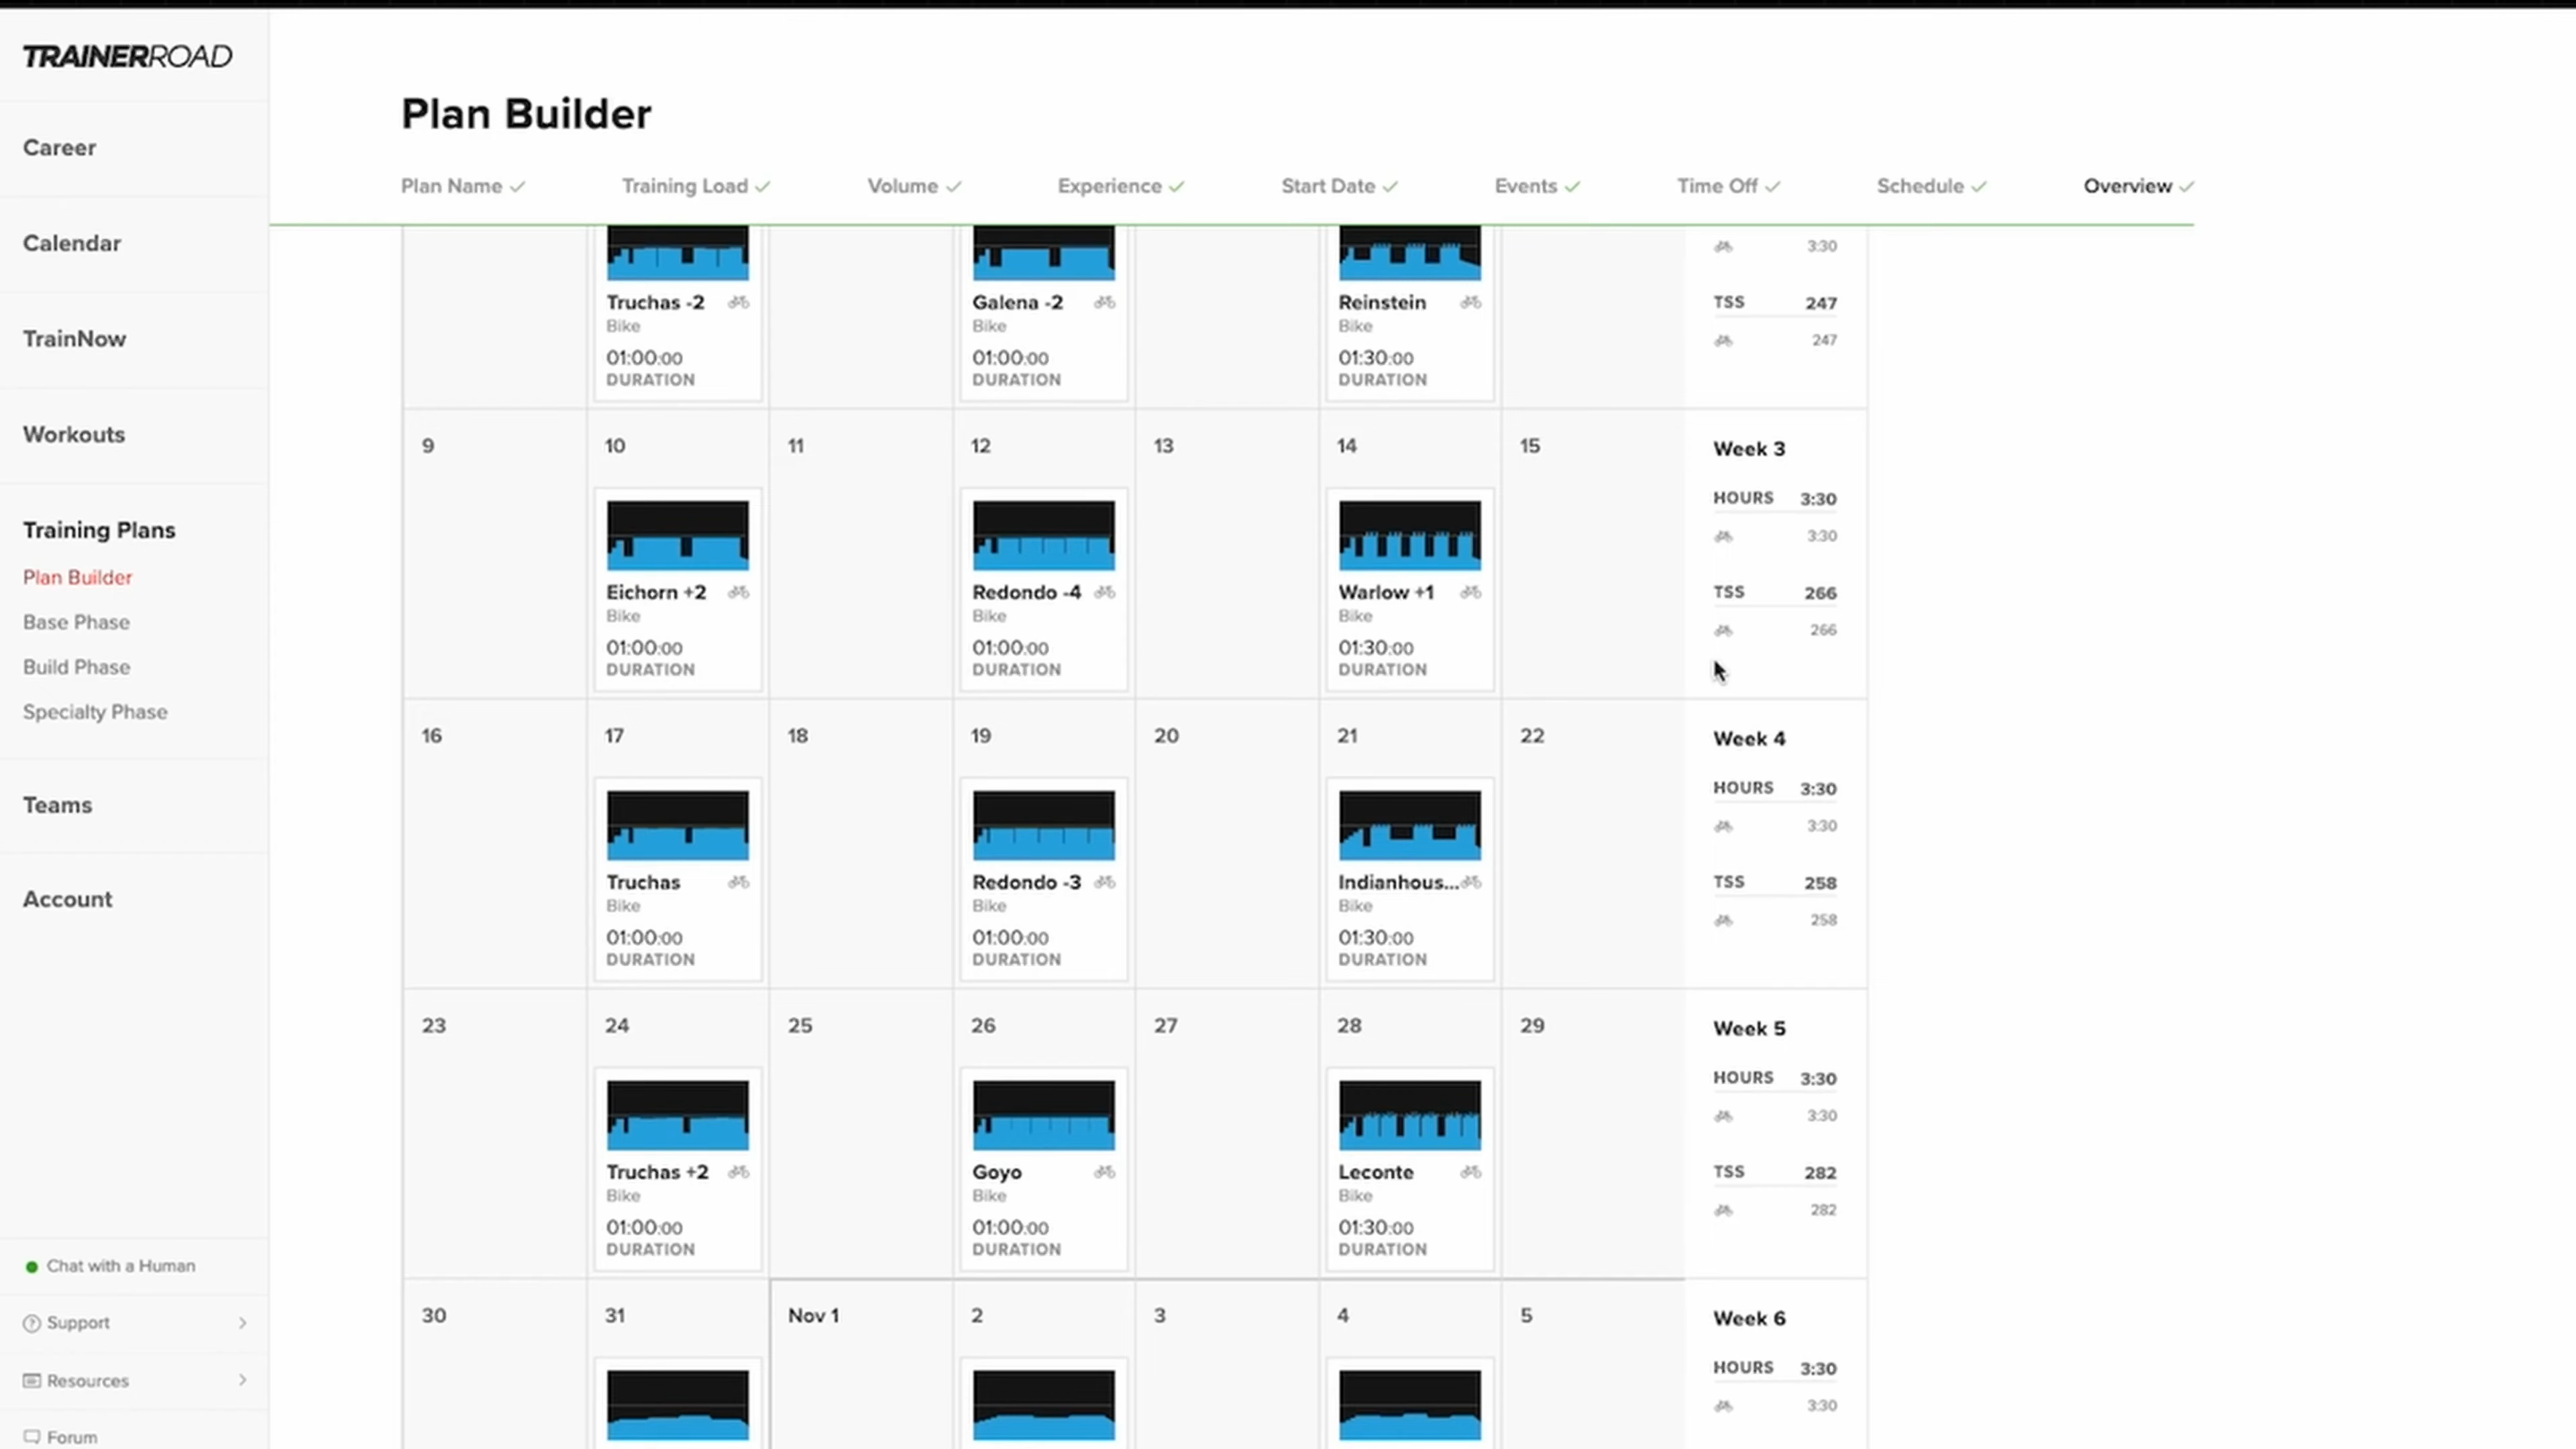 TRAINERROAD
Career
Calendar
TrainNow
Workouts
Training Plans
Plan Builder
Base Phase
Build Phase
Specialty Phase
Teams
Account
Chat with a Human
Support
Resources
Forum
Plan Builder
Plan Name Training Load Volume Experience Start Date Events Time Off Schedule Overview
3:30
Truchas -2 Galena -2 Reinstein TSS 247
Bike Bike Bike 247
01:00:00 01:00:00 01:30:00
DURATION DURATION DURATION
9 10 11 12 13 14 15 Week 3
HOURS 3:30
3:30
Eichorn +2 Redondo -4 Warlow +1 TSS 266
Bike Bike Bike 266
01:00:00 01:00:00 01:30:00
DURATION DURATION DURATION
16 17 18 19 20 21 22 Week 4
HOURS 3:30
3:30
Truchas Redondo -3 Indianhous... TSS 258
Bike Bike Bike 258
01:00:00 01:00:00 01:30:00
DURATION DURATION DURATION
23 24 25 26 27 28 29 Week 5
HOURS 3:30
3:30
Truchas +2 Goyo Leconte TSS 282
Bike Bike Bike 282
01:00:00 01:00:00 01:30:00
DURATION DURATION DURATION
30 31 Nov 1 2 3 4 5 Week 6
HOURS 3:30
3:30